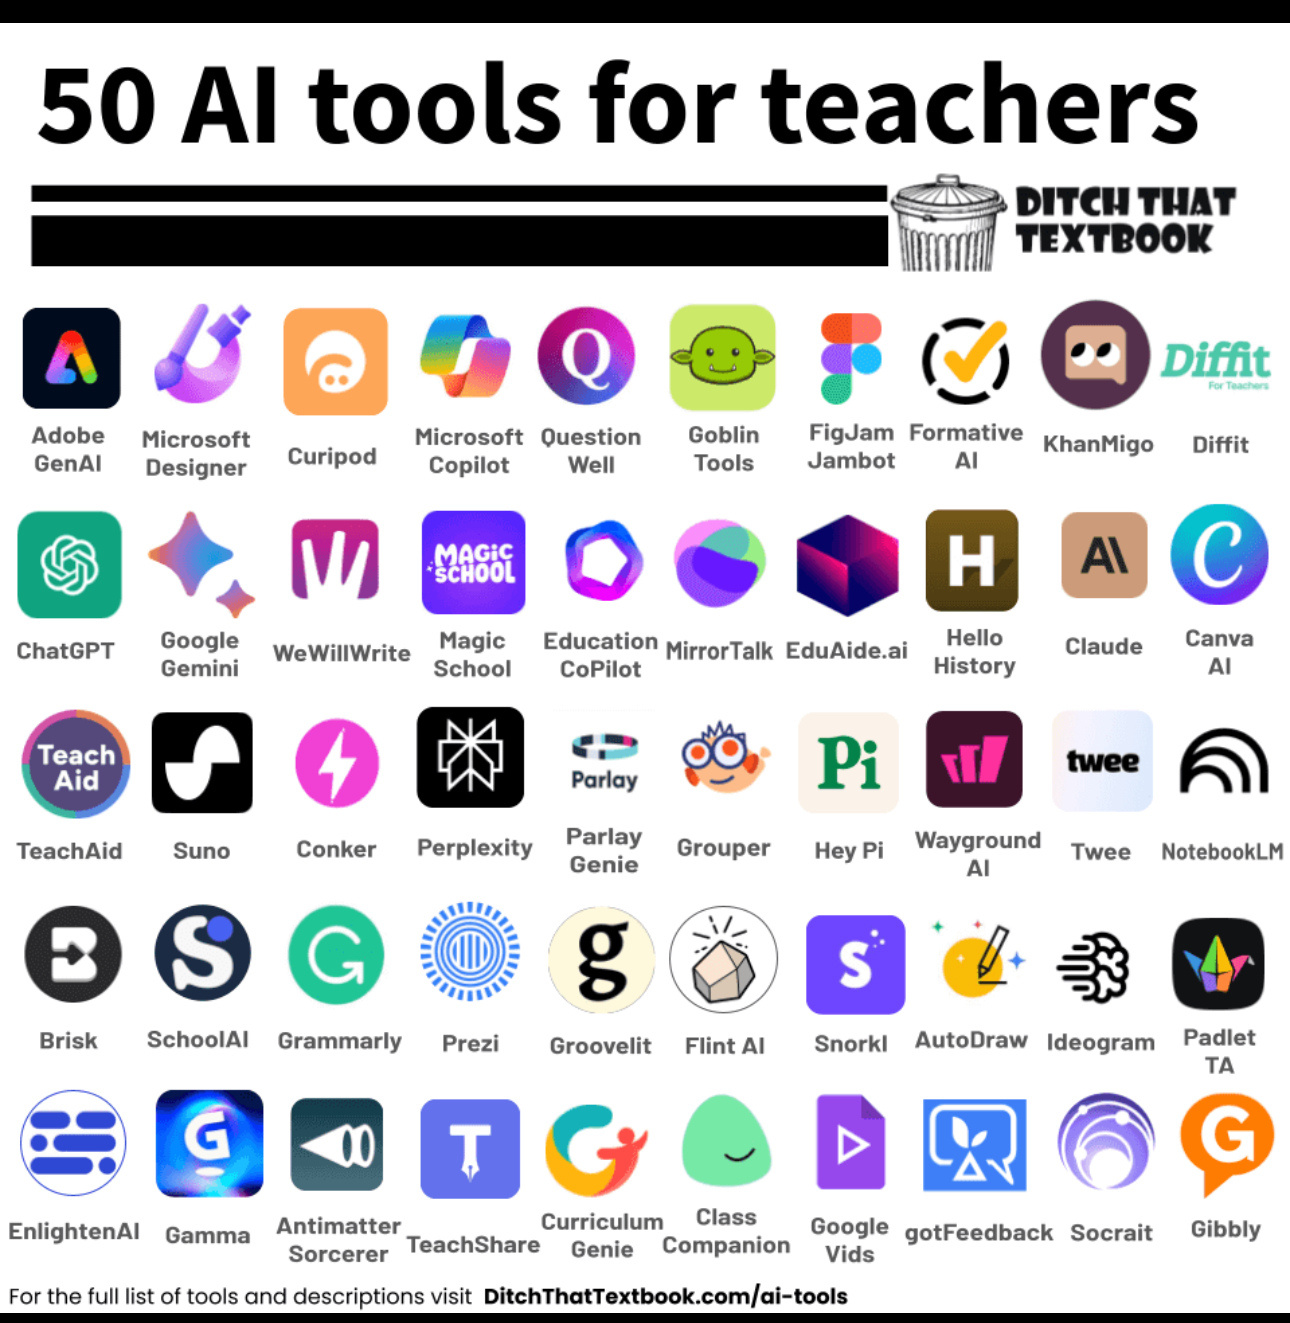 50 AI tools for teachers
DITCH THAT
TEXTBOOK
Diffit
For Teachers
Q
Adobe
GenAI
Microsoft
Designer
Curipod
Microsoft
Copilot
Question
Well
Goblin
Tools
FigJam
Jambot
Formative
AI
KhanMigo
Diffit
MAGiC
SCHOOL
H
A\
C
ChatGPT
Google
Gemini
WeWillWrite
Magic
School
Education
CoPilot
MirrorTalk
EduAide.ai
Hello
History
Claude
Canva
AI
Teach
Aid
Parlay
Pi
twee
TeachAid
Suno
Conker
Perplexity
Parlay
Genie
Grouper
Hey Pi
Wayground
AI
Twee
NotebookLM
B
S
G
g
S
Brisk
SchoolAI
Grammarly
Prezi
Groovelit
Flint AI
Snorkl
AutoDraw
Ideogram
Padlet
TA
G
T
G
G
EnlightenAI
Gamma
Antimatter
Sorcerer
TeachShare
Curriculum
Genie
Class
Companion
Google
Vids
gotFeedback
Socrait
Gibbly
For the full list of tools and descriptions visit DitchThatTextbook.com/ai-tools